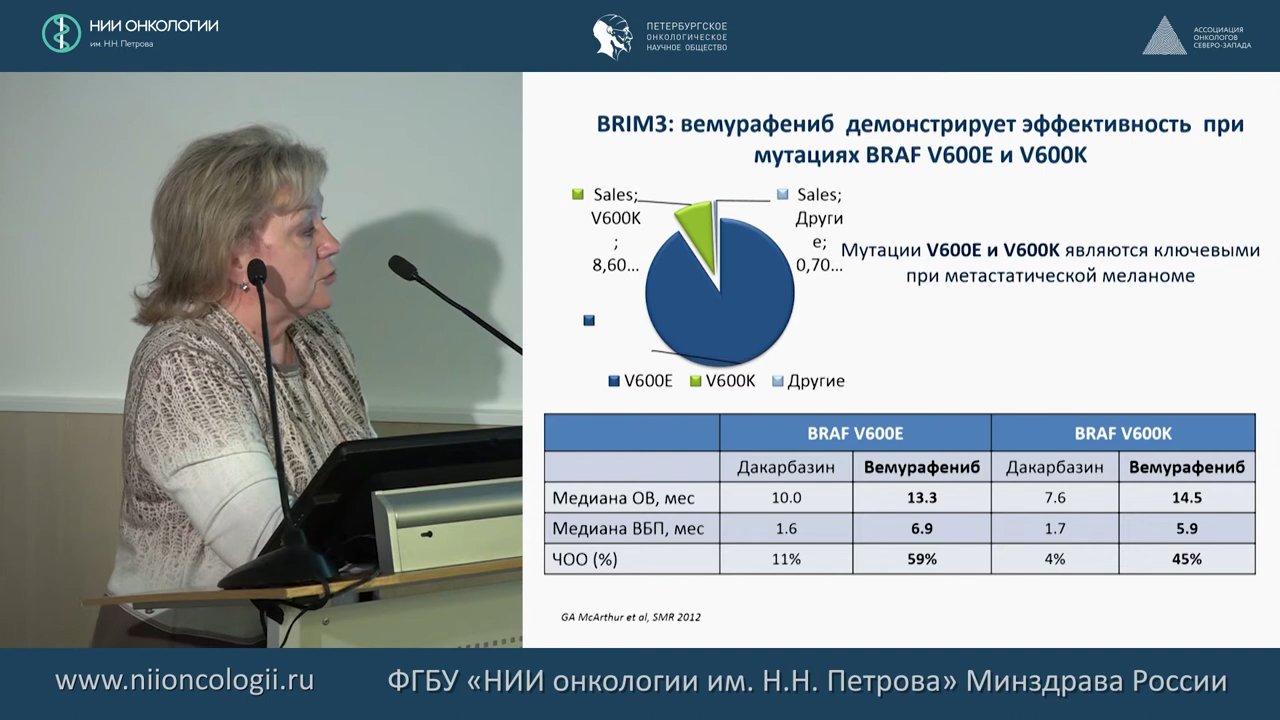 НИИ ОНКОЛОГИИ
им. Н.Н. Петрова
ПЕТЕРБУРГСКОЕ
ОНКОЛОГИЧЕСКОЕ
НАУЧНОЕ ОБЩЕСТВО
АССОЦИАЦИЯ
ОНКОЛОГОВ
СЕВЕРО-ЗАПАДА
BRIM3: вемурафениб демонстрирует эффективность при
мутациях BRAF V600E и V600K
Sales;
V600K
;
8,60...
Sales;
Други
е;
0,70...
Мутации V600E и V600K являются ключевыми
при метастатической меланоме
V600E V600K Другие
BRAF V600E BRAF V600K
Дакарбазин Вемурафениб Дакарбазин Вемурафениб
Медиана ОВ, мес 10.0 13.3 7.6 14.5
Медиана ВБП, мес 1.6 6.9 1.7 5.9
ЧОО (%) 11% 59% 4% 45%
GA McArthur et al, SMR 2012
www.niioncologii.ru ФГБУ «НИИ онкологии им. Н.Н. Петрова» Минздрава России